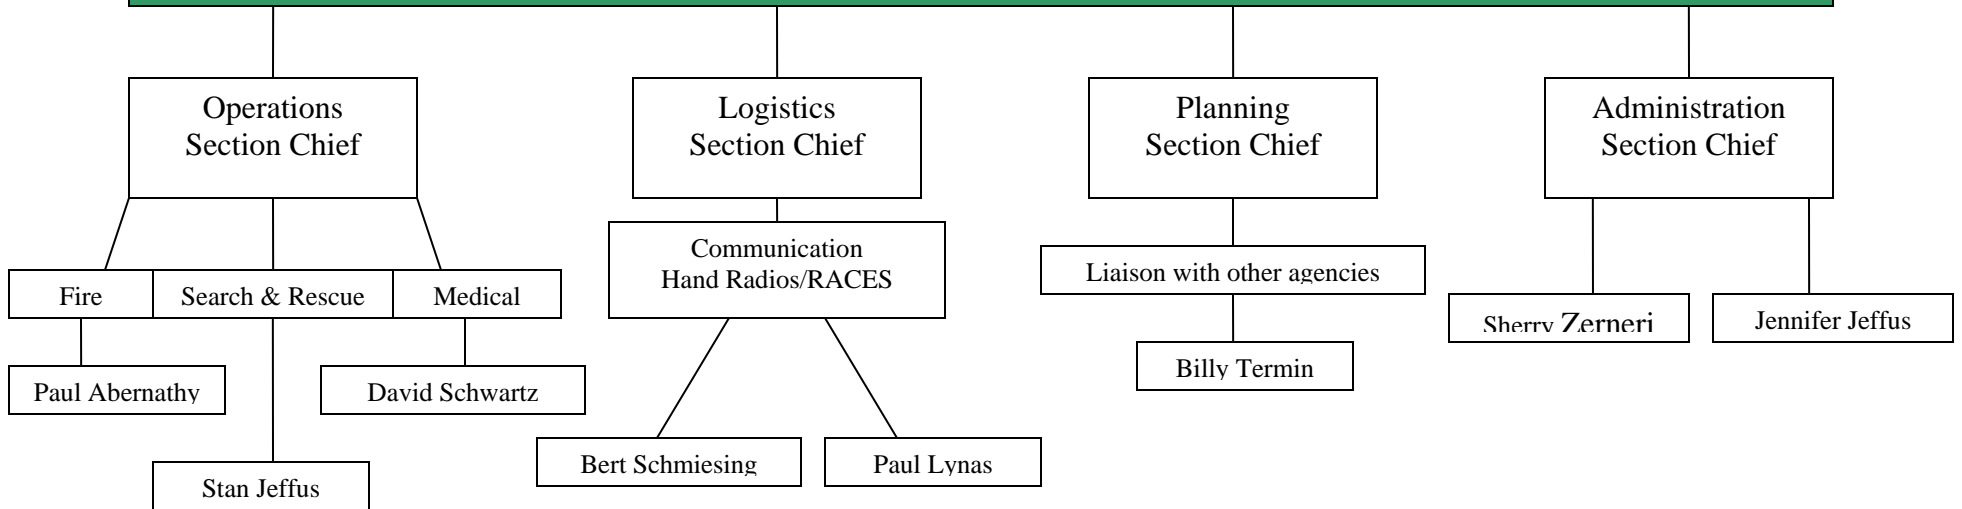 Operations
Section Chief
Logistics
Section Chief
Planning
Section Chief
Administration
Section Chief
Fire
Search & Rescue
Medical
Communication
Hand Radios/RACES
Liaison with other agencies
Sherry Zerneri
Jennifer Jeffus
Paul Abernathy
David Schwartz
Billy Termin
Stan Jeffus
Bert Schmiesing
Paul Lynas